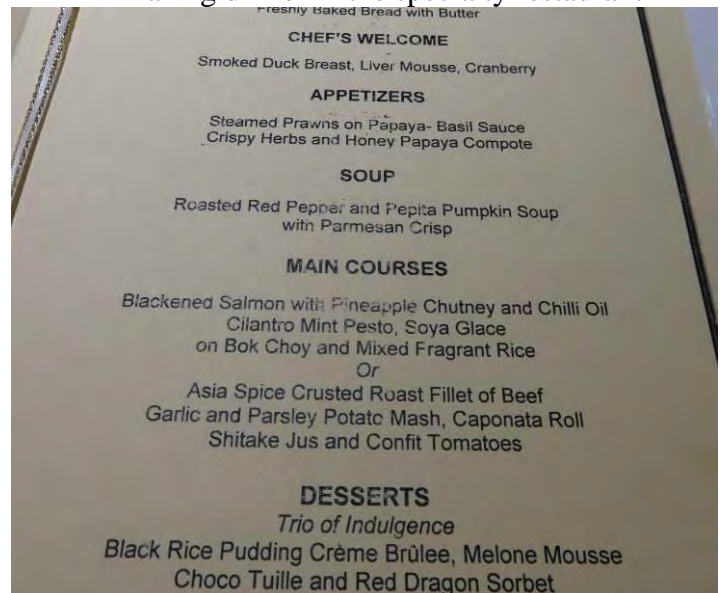 in the specialty restaurant
Freshly Baked Bread with Butter
CHEF'S WELCOME
Smoked Duck Breast, Liver Mousse, Cranberry
APPETIZERS
Steamed Prawns on Papaya- Basil Sauce
Crispy Herbs and Honey Papaya Compote
SOUP
Roasted Red Pepper and Pepita Pumpkin Soup
with Parmesan Crisp
MAIN COURSES
Blackened Salmon with Pineapple Chutney and Chilli Oil
Cilantro Mint Pesto, Soya Glace
on Bok Choy and Mixed Fragrant Rice
Or
Asia Spice Crusted Roast Fillet of Beef
Garlic and Parsley Potato Mash, Caponata Roll
Shitake Jus and Confit Tomatoes
DESSERTS
Trio of Indulgence
Black Rice Pudding Crème Brûlee, Melone Mousse
Choco Tuille and Red Dragon Sorbet